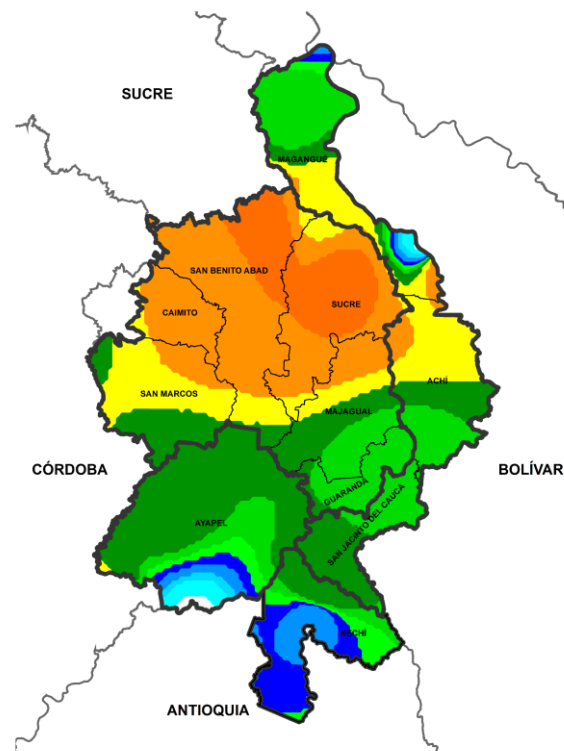 SUCRE
MAGANGUÉ
SAN BENITO ABAD
SUCRE
CAIMITO
ACHÍ
SAN MARCOS
MAJAGUAL
CÓRDOBA
BOLÍVAR
GUARANDA
SAN JACINTO DEL CAUCA
AYAPEL
NECHÍ
ANTIOQUIA